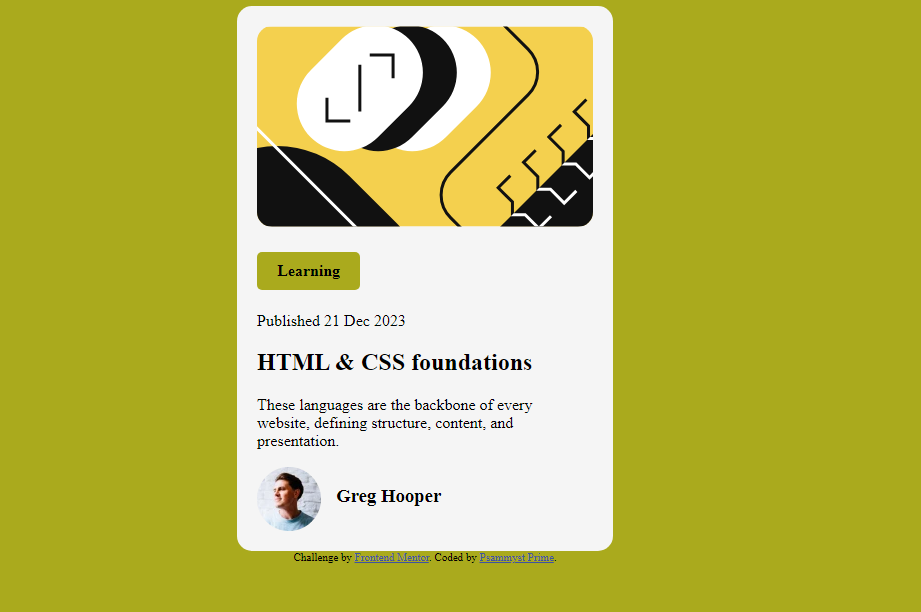 Learning
Published 21 Dec 2023
HTML & CSS foundations
These languages are the backbone of every
website, defining structure, content, and
presentation.
Greg Hooper
Challenge by Frontend Mentor. Coded by Psammyst Prime.